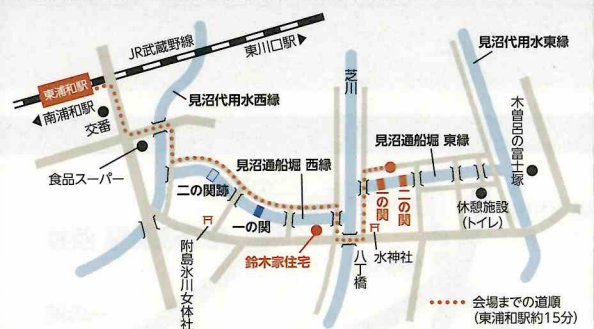 JR武蔵野線
東川口駅▶
東浦和駅
◀南浦和駅
交番
食品スーパー
見沼代用水西縁
芝川
見沼代用水東縁
見沼通船堀 西縁
見沼通船堀 東縁
木曽呂の富士塚
二の関跡
一の関
一の関
二の関
休憩施設
(トイレ)
附島氷川女体社
鈴木家住宅
八丁橋
水神社
会場までの道順
(東浦和駅約15分)